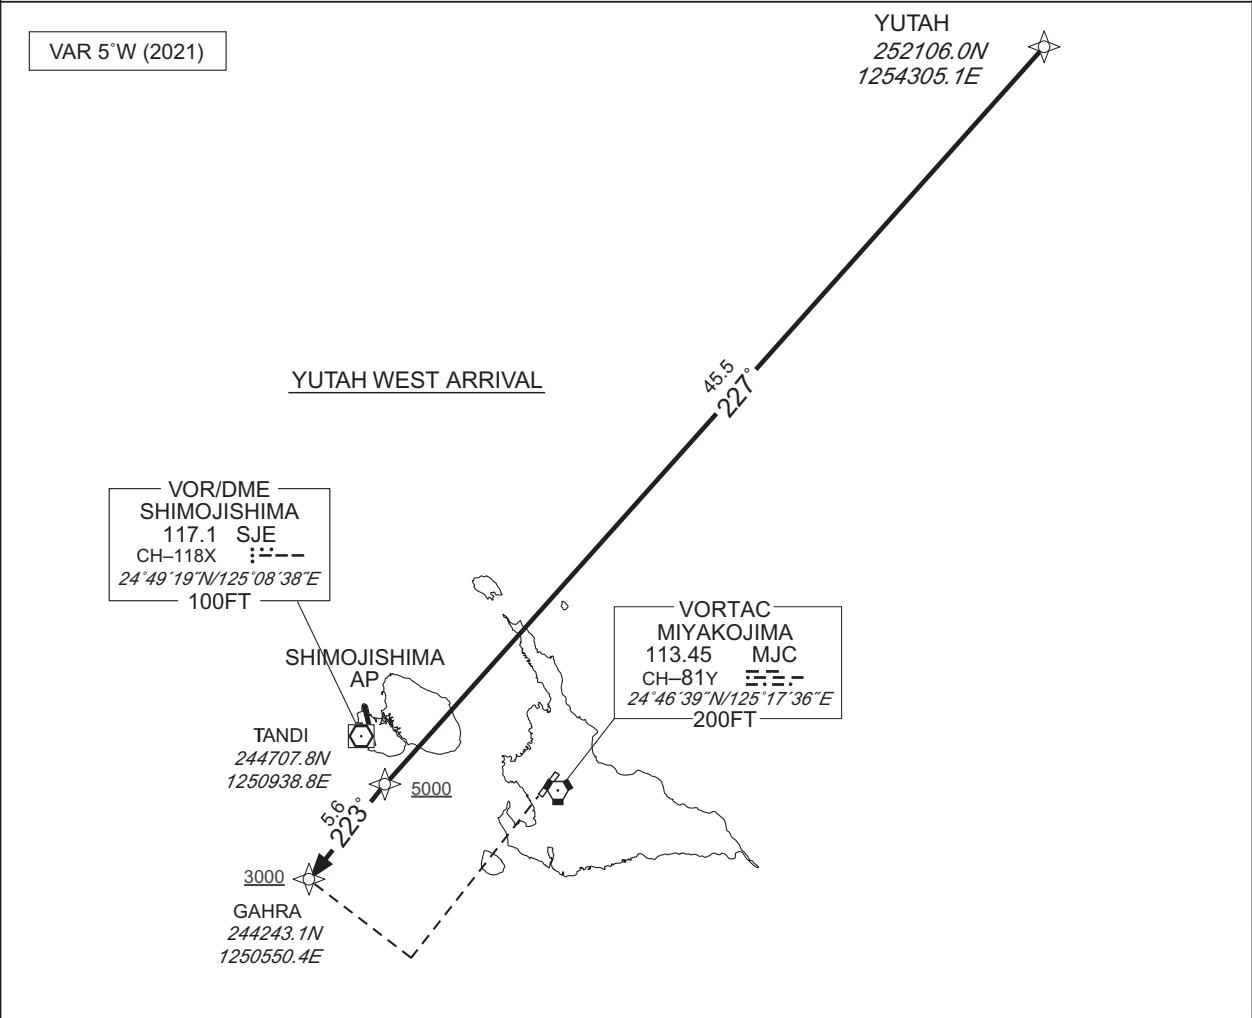 VAR 5°W (2021)
YUTAH
252106.0N
1254305.1E
45.5
227°
YUTAH WEST ARRIVAL
VOR/DME
SHIMOJISHIMA
117.1 SJE
CH–118X
24°49´19˝N/125°08´38˝E
100FT
SHIMOJISHIMA
AP
VORTAC
MIYAKOJIMA
113.45 MJC
CH–81Y
24°46´39˝N/125°17´36˝E
200FT
TANDI
244707.8N
1250938.8E
5000
5.6
223°
3000
GAHRA
244243.1N
1250550.4E